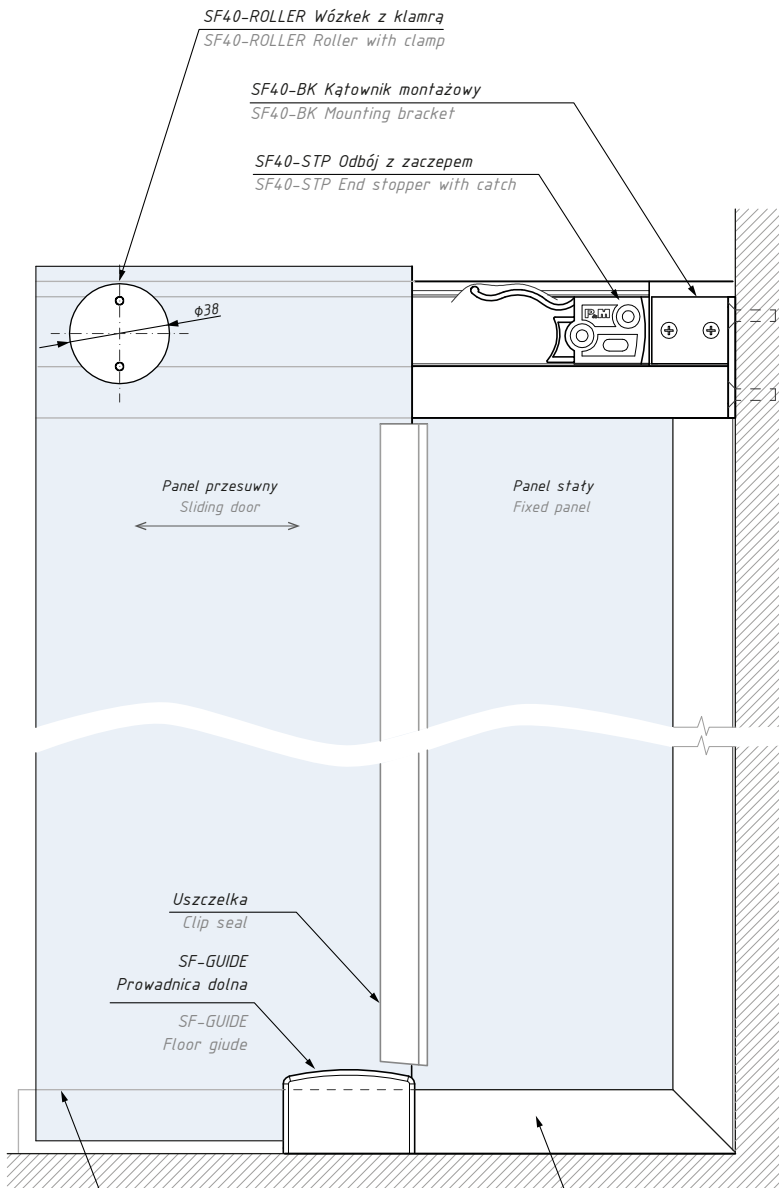 SF40-ROLLER Wózkek z klamrą
SF40-ROLLER Roller with clamp
SF40-BK Kątownik montażowy
SF40-BK Mounting bracket
SF40-STP Odbój z zaczepem
SF40-STP End stopper with catch
ϕ38
P&M
Panel przesuwny
Sliding door
Panel stały
Fixed panel
Uszczelka
Clip seal
SF-GUIDE
Prowadnica dolna
SF-GUIDE
Floor giude